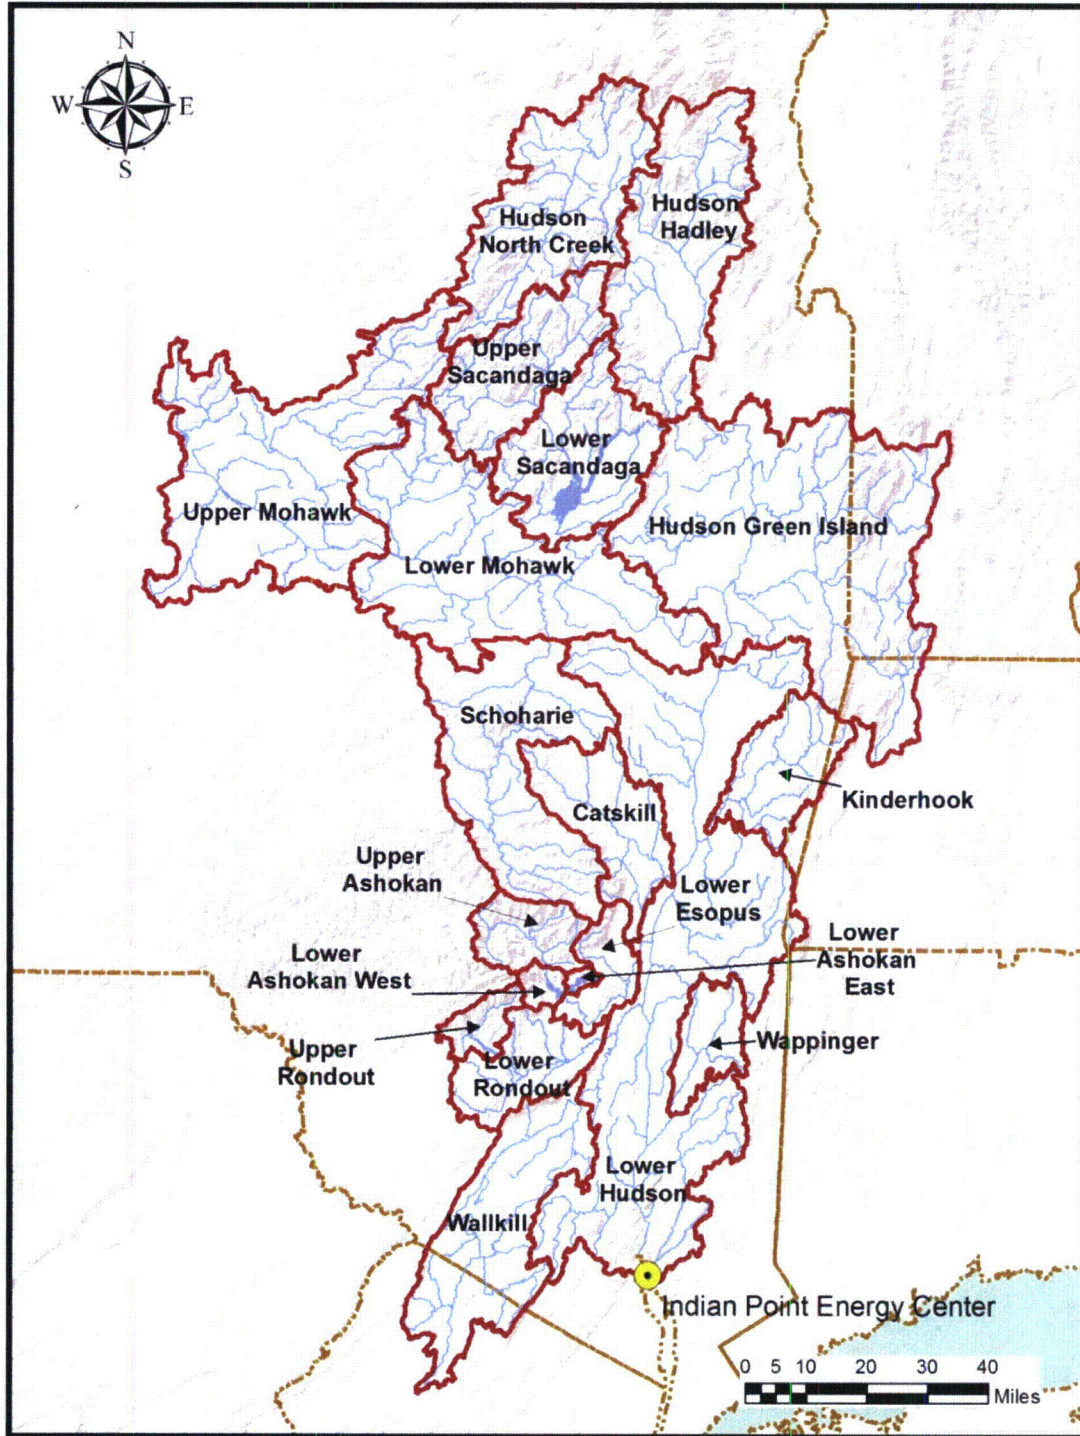 N
W
E
S
Hudson
North Creek
Hudson
Hadley
Upper
Sacandaga
Lower
Sacandaga
Upper Mohawk
Hudson Green Island
Lower Mohawk
Schoharie
Kinderhook
Catskill
Upper
Ashokan
Lower
Esopus
Lower
Ashokan
East
Lower
Ashokan West
Upper
Rondout
Lower
Rondout
Wappinger
Lower
Hudson
Wallkill
Indian Point Energy Center
0 5 10 20 30 40
Miles